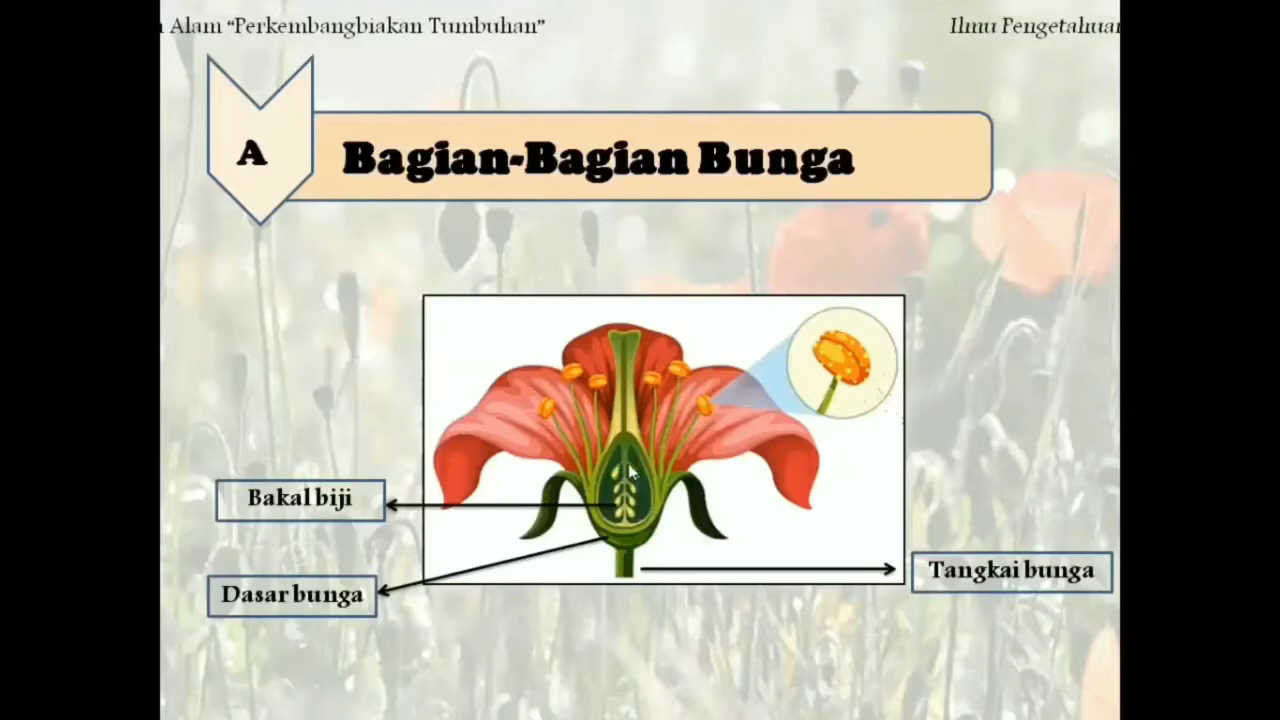 Alam “Perkembangbiakan Tumbuhan”
Ilmu Pengetahuan
A
Bagian-Bagian Bunga
Bakal biji
Dasar bunga
Tangkai bunga